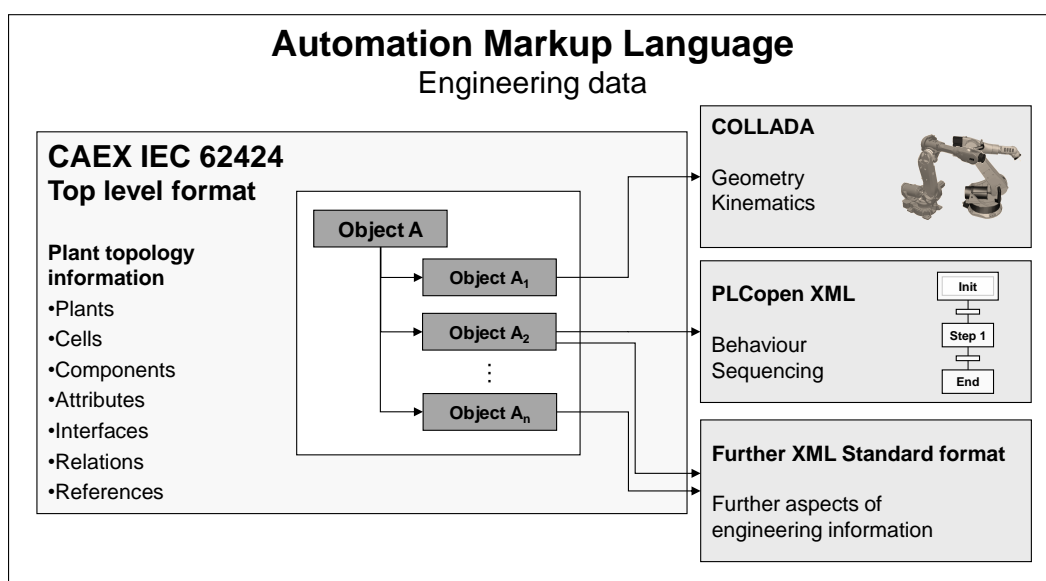 Automation Markup Language
Engineering data
CAEX IEC 62424
Top level format
Plant topology
information
•Plants
•Cells
•Components
•Attributes
•Interfaces
•Relations
•References
Object A
Object A₁
Object A₂
⋮
Object Aₙ
COLLADA
Geometry
Kinematics
PLCopen XML
Behaviour
Sequencing
Init
Step 1
End
Further XML Standard format
Further aspects of
engineering information